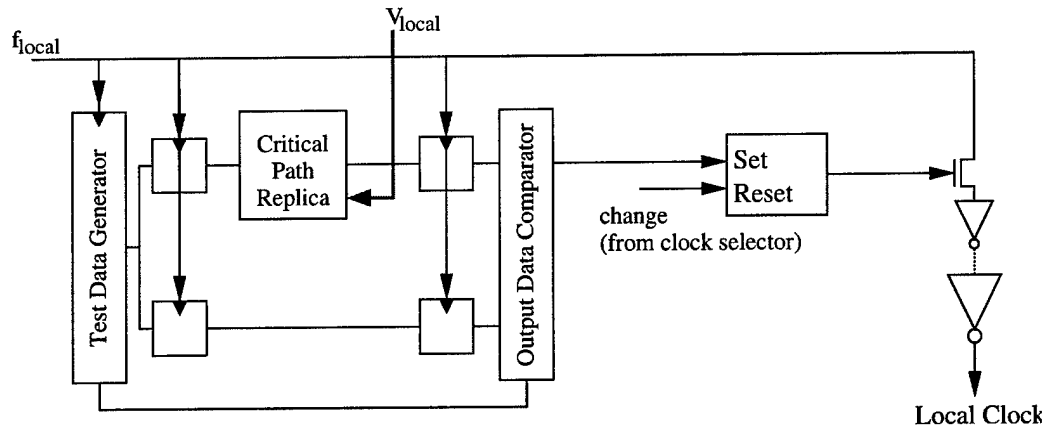 V_local
f_local
Test Data Generator
Critical
Path
Replica
Output Data Comparator
Set
Reset
change
(from clock selector)
Local Clock